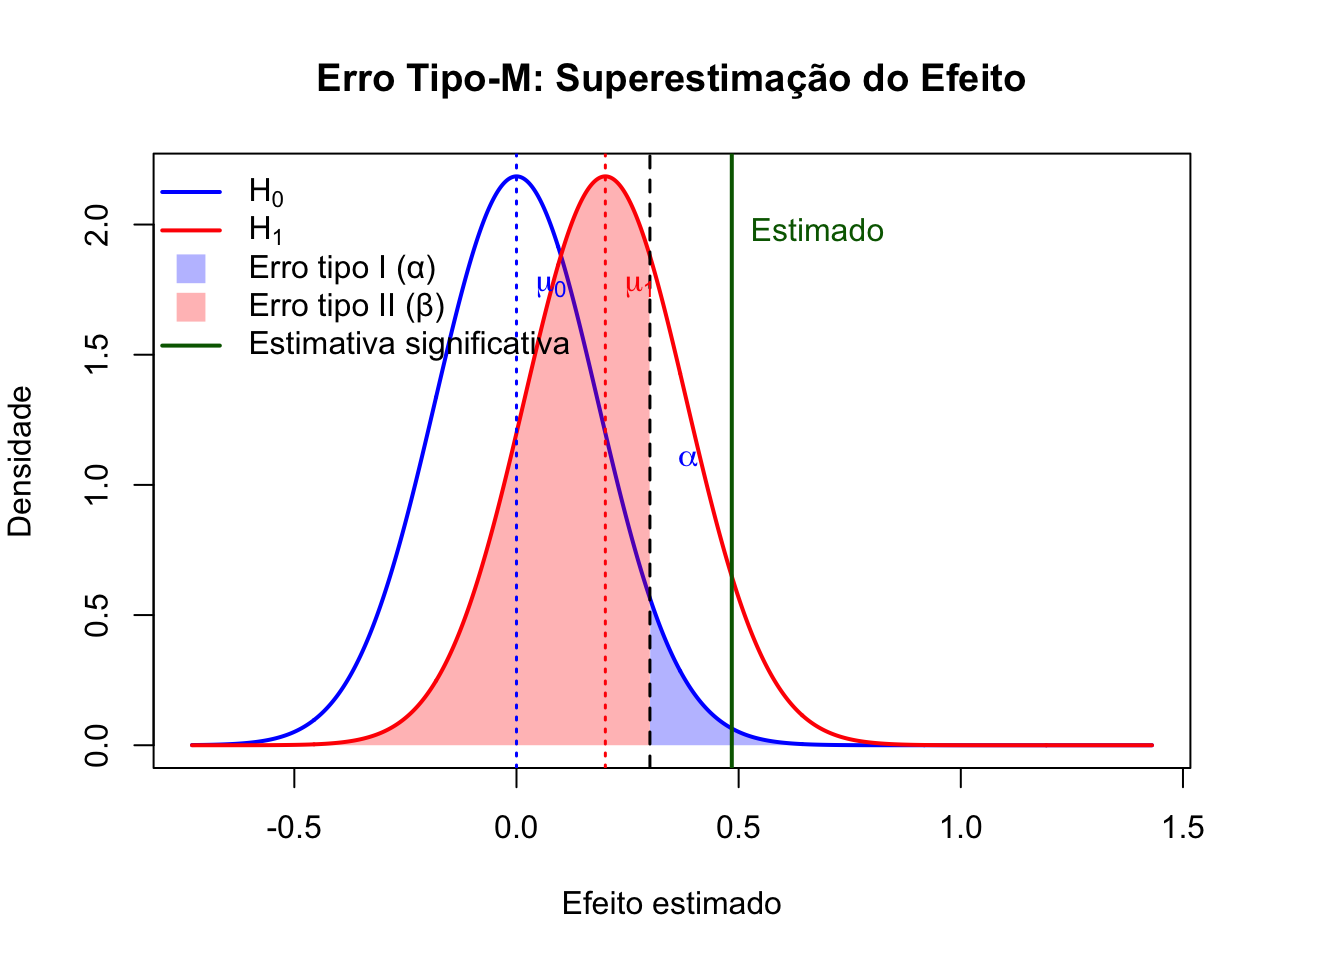 Erro Tipo-M: Superestimação do Efeito
H₀
H₁
Erro tipo I (α)
Erro tipo II (β)
Estimativa significativa
Estimado
μ₀
μ₁
α
Densidade
0.0
0.5
1.0
1.5
2.0
-0.5
0.0
0.5
1.0
1.5
Efeito estimado